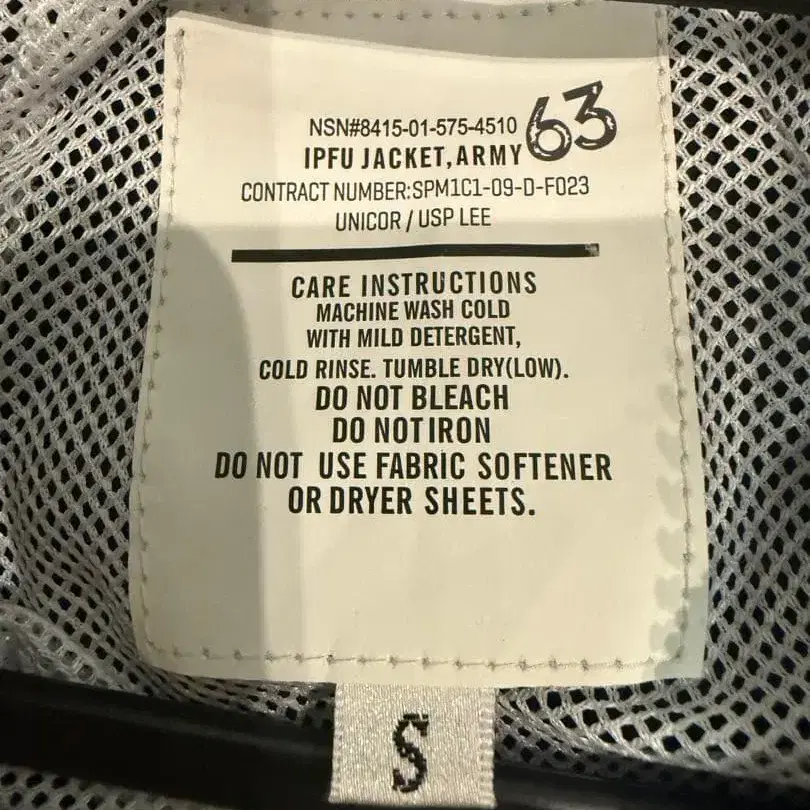 NSN#8415-01-575-4510 63
IPFU JACKET,ARMY
CONTRACT NUMBER:SPM1C1-09-D-F023
UNICOR / USP LEE
CARE INSTRUCTIONS
MACHINE WASH COLD
WITH MILD DETERGENT,
COLD RINSE. TUMBLE DRY(LOW).
DO NOT BLEACH
DO NOT IRON
DO NOT USE FABRIC SOFTENER
OR DRYER SHEETS.
S